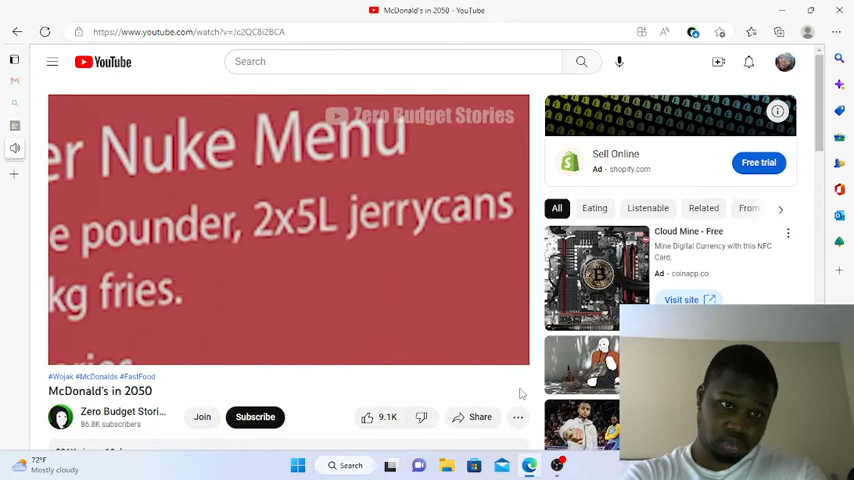 McDonald's in 2050 - YouTube
https://www.youtube.com/watch?v=Jc2QC8i2BCA
YouTube
Search
Zero Budget Stories
er Nuke Menu
e pounder, 2x5L jerrycans
kg fries.
Sell Online
Ad · shopify.com
Free trial
All
Eating
Listenable
Related
From
Cloud Mine - Free
Mine Digital Currency with this NFC
Card.
Ad · coinapp.co
Visit site
#Wojak #McDonalds #FastFood
McDonald's in 2050
Zero Budget Stori...
86.8K subscribers
Join
Subscribe
9.1K
Share
72°F
Mostly cloudy
Search